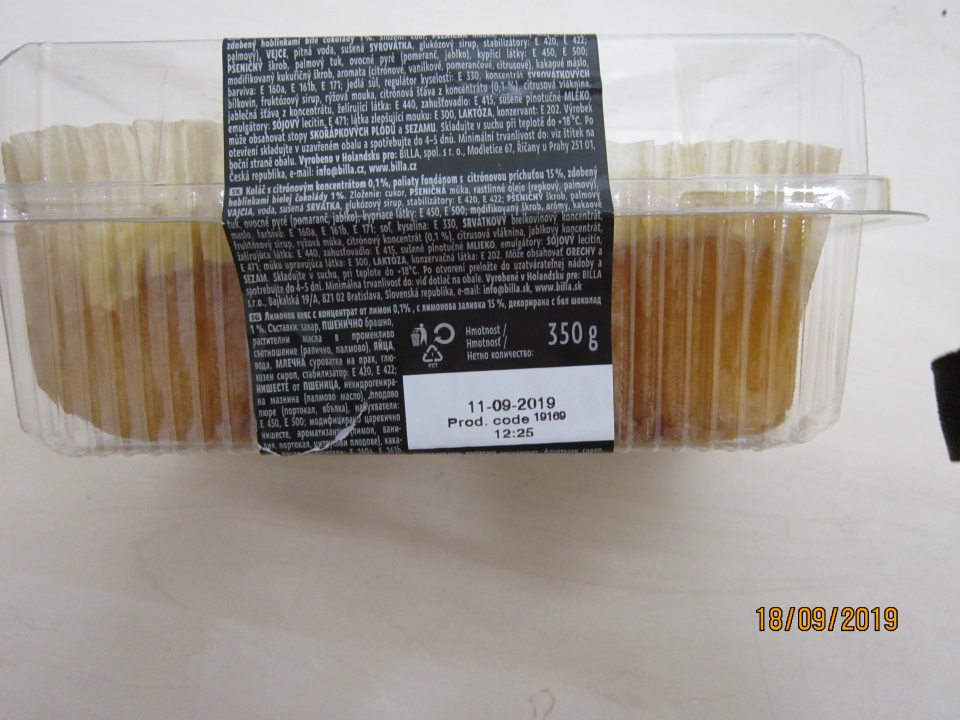 zdobený hoblinkami bílé čokolády 1%.
palmový), VEJCE, pitná voda, sušená SYROVÁTKA, glukózový sirup, stabilizátory: E 420, E 422;
PŠENIČNÝ škrob, palmový tuk, ovocné pyré (pomeranč, jablko), kypřicí látky: E 450, E 500;
modifikovaný kukuřičný škrob, aromata (citrónové, vanilkové, pomerančové, citrusové), kakaové máslo,
barviva: E 160a, E 161b, E 171; jedlá sůl, regulátor kyselosti: E 330, koncentrát SYROVÁTKOVÝCH
bílkovin, fruktózový sirup, rýžová mouka, citrónová šťáva z koncentrátu (0,1%), citrusová vláknina,
jablečná šťáva z koncentrátu, želírující látka: E 440, zahušťovadlo: E 415, sušené plnotučné MLÉKO,
emulgátory: SÓJOVÝ lecitin, E 471; látka zlepšující mouku: E 300, LAKTÓZA, konzervant: E 202. Výrobek
může obsahovat stopy SKOŘÁPKOVÝCH PLODŮ a SEZAMU. Skladujte v suchu při teplotě do +18°C. Po
otevření skladujte v uzavřeném obalu a spotřebujte do 4–5 dnů. Minimální trvanlivost do: viz štítek na
boční straně obalu. Vyrobeno v Holandsku pro: BILLA, spol. s r. o., Modletice 67, Říčany u Prahy 251 01,
Česká republika, e-mail: info@billa.cz, www.billa.cz
SK Koláč s citrónovým koncentrátom 0,1%, poliaty fondánom s citrónovou príchuťou 15 %, zdobený
hoblinkami bielej čokolády 1%. Zloženie: cukor, PŠENIČNÁ múka, rastlinné oleje (repkový, palmový),
VAJCIA, voda, sušená SRVÁTKA, glukózový sirup, stabilizátory: E 420, E 422; PŠENIČNÝ škrob, palmový
tuk, ovocné pyré (pomaranč, jablko), kypriace látky: E 450, E 500; modifikovaný škrob, arómy, kakaové
maslo, farbivá: E 160a, E 161b, E 171; soľ, kyselina: E 330, SRVÁTKOVÝ bielkovinový koncentrát,
fruktózový sirup, ryžová múka, citrónový koncentrát (0,1%), citrusová vláknina, jablkový koncentrát,
želírujúca látka: E 440, zahusťovadlo: E 415, sušené plnotučné MLIEKO, emulgátory: SÓJOVÝ lecitín,
E 471; múku upravujúca látka: E 300, LAKTÓZA, konzervačná látka: E 202. Môže obsahovať ORECHY a
SEZAM. Skladujte v suchu, pri teplote do +18°C. Po otvorení preložte do uzatvárateľnej nádoby a
spotrebujte do 4–5 dní. Minimálna trvanlivosť do: viď dotlač na obale. Vyrobené v Holandsku pre: BILLA
s.r.o., Bajkalská 19/A, 821 02 Bratislava, Slovenská republika, e-mail: info@billa.sk, www.billa.sk
BG Лимонов кекс с концентрат от лимон 0,1% , с лимонова заливка 15 %, декорирана с бял шоколад
1 %. Съставки: захар, ПШЕНИЧНО брашно,
растителни масла в променливо
съотношение (рапично, палмово), ЯЙЦА,
вода, МЛЕЧНА суроватка на прах, глю-
козен сироп, стабилизатор: E 420, E 422;
НИШЕСТЕ от ПШЕНИЦА, нехидрогенира-
на мазнина (палмово масло), плодово
пюре (портокал, ябълка), набухватели:
E 450, E 500; модифицирано царевично
нишесте, ароматизанти (лимон, вани-
лия, портокал, цитрусови плодове), кака-
PET
Hmotnost /
Hmotnosť /
Нетно количество:
350 g
11-09-2019
Prod. code 19169
12:25
18/09/2019